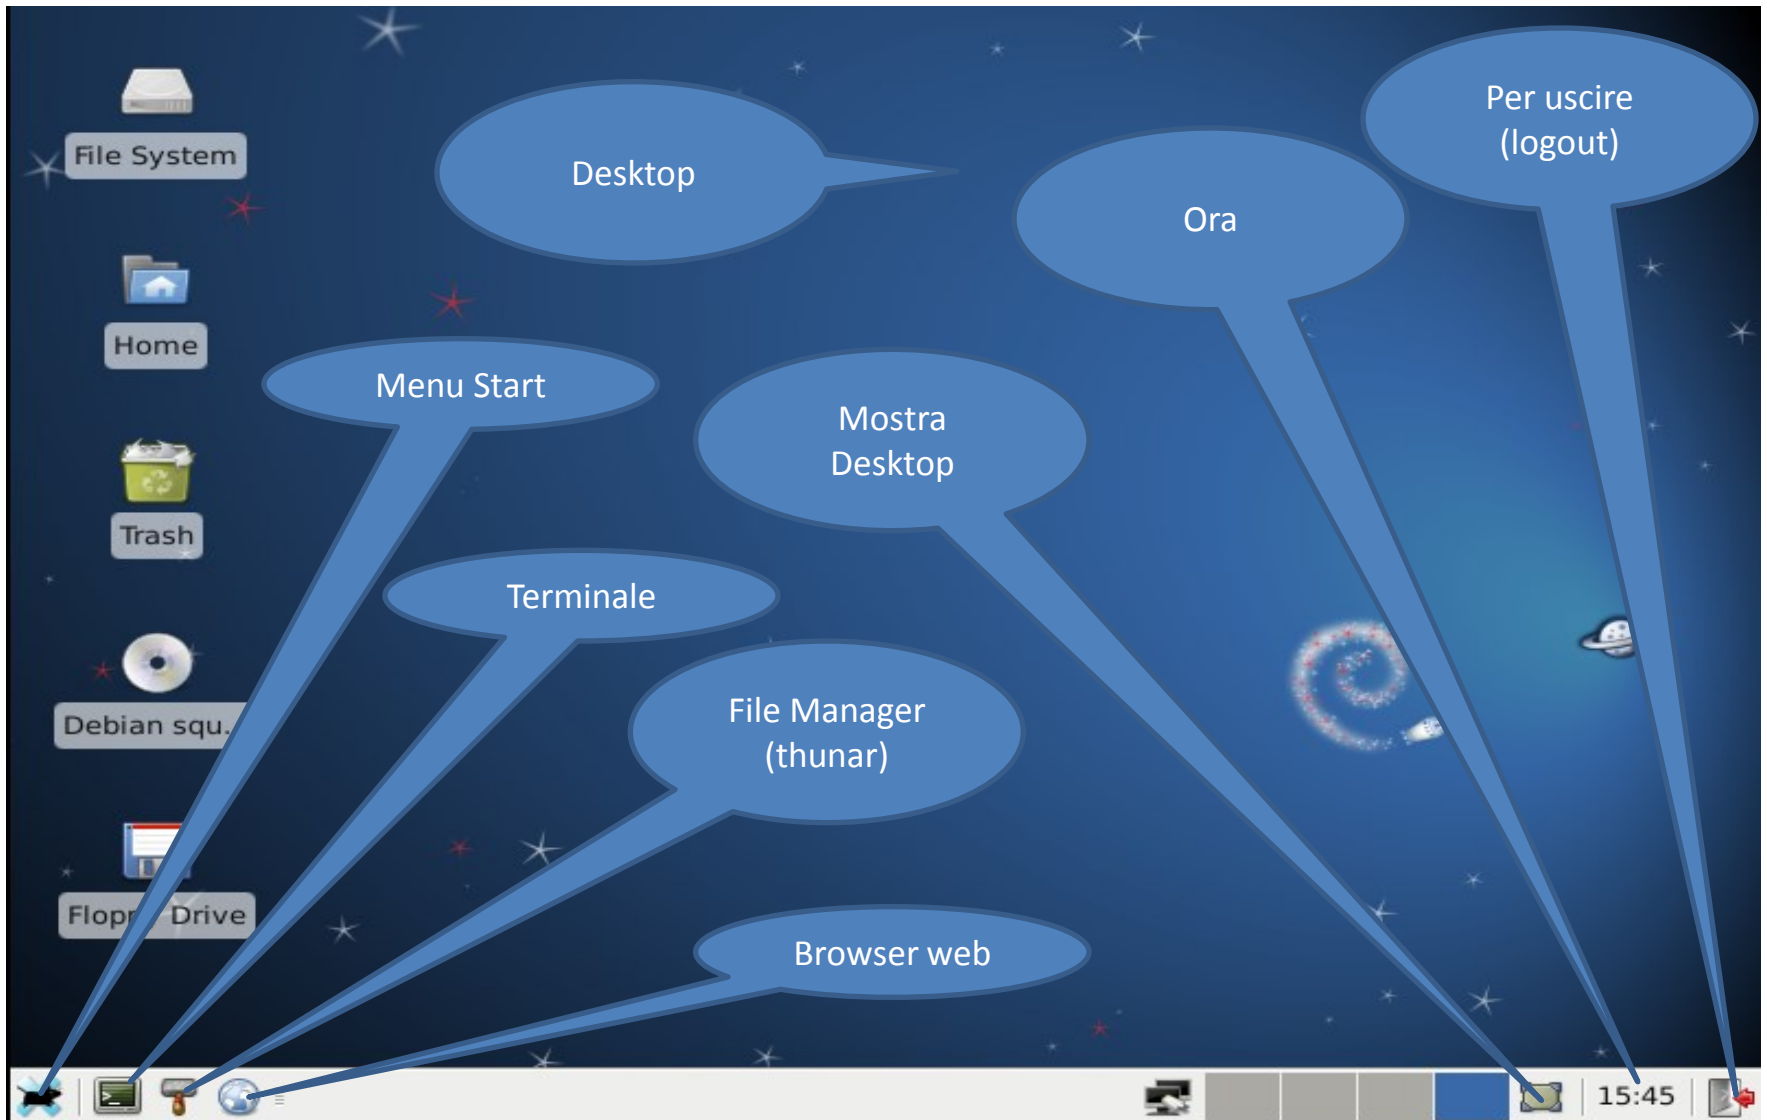 Per uscire
(logout)
File System
Desktop
Ora
Home
Menu Start
Mostra
Desktop
Trash
Terminale
Debian squ.
File Manager
(thunar)
Drive
Browser web
15:45